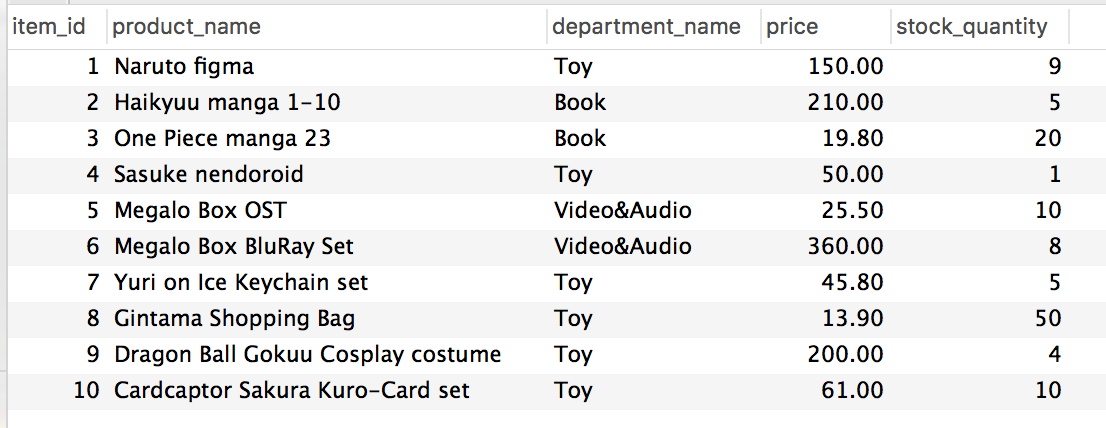 item_id product_name department_name price stock_quantity
1 Naruto figma Toy 150.00 9
2 Haikyuu manga 1-10 Book 210.00 5
3 One Piece manga 23 Book 19.80 20
4 Sasuke nendoroid Toy 50.00 1
5 Megalo Box OST Video&Audio 25.50 10
6 Megalo Box BluRay Set Video&Audio 360.00 8
7 Yuri on Ice Keychain set Toy 45.80 5
8 Gintama Shopping Bag Toy 13.90 50
9 Dragon Ball Gokuu Cosplay costume Toy 200.00 4
10 Cardcaptor Sakura Kuro-Card set Toy 61.00 10